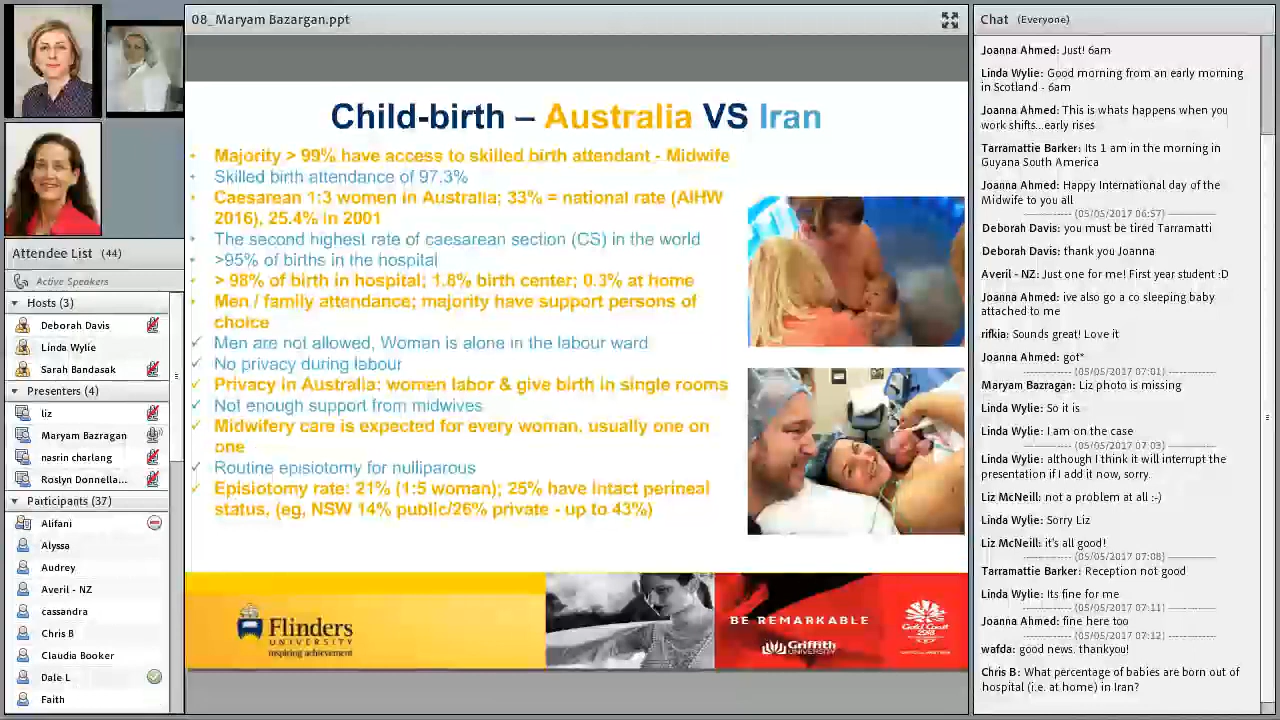 08_Maryam Bazargan.ppt
Child-birth – Australia VS Iran
Majority > 99% have access to skilled birth attendant - Midwife
Skilled birth attendance of 97.3%
Caesarean 1:3 women in Australia; 33% = national rate (AIHW
2016), 25.4% in 2001
The second highest rate of caesarean section (CS) in the world
>95% of births in the hospital
> 98% of birth in hospital; 1.8% birth center; 0.3% at home
Men / family attendance; majority have support persons of
choice
Men are not allowed, Woman is alone in the labour ward
No privacy during labour
Privacy in Australia: women labor & give birth in single rooms
Not enough support from midwives
Midwifery care is expected for every woman, usually one on
one
Routine episiotomy for nulliparous
Episiotomy rate: 21% (1:5 woman); 25% have intact perineal
status, (eg, NSW 14% public/26% private - up to 43%)
Flinders
UNIVERSITY
inspiring achievement
BE REMARKABLE
Griffith
UNIVERSITY
Gold Coast
2018
Attendee List (44)
Active Speakers
Hosts (3)
Deborah Davis
Linda Wylie
Sarah Bandasak
Presenters (4)
liz
Maryam Bazragan
nasrin charlang
Roslyn Donnella...
Participants (37)
Alifani
Alyssa
Audrey
Averil - NZ
cassandra
Chris B
Claudia Booker
Dale L
Faith
Chat (Everyone)
Joanna Ahmed: Just! 6am
Linda Wylie: Good morning from an early morning
in Scotland - 6am
Joanna Ahmed: This is whats happens when you
work shifts...early rises
Tarramattie Barker: Its 1 am in the morning in
Guyana South America
Joanna Ahmed: Happy International day of the
Midwife to you all
------------ (05/05/2017 06:57) ------------
Deborah Davis: you must be tired Tarramatti
Deborah Davis: thank you Joanna
Averil - NZ: Just one for me! First year student :D
Joanna Ahmed: ive also go a co sleeping baby
attached to me
rifkia: Sounds great! Love it
Joanna Ahmed: got*
------------ (05/05/2017 07:01) ------------
Maryam Bazragan: Liz photo is missing
Linda Wylie: So it is
Linda Wylie: I am on the case
------------ (05/05/2017 07:03) ------------
Linda Wylie: although I think it will interrupt the
presentation if I add it now, sorry.
Liz McNeill: not a problem at all :-)
Linda Wylie: Sorry Liz
Liz McNeill: it's all good!
------------ (05/05/2017 07:08) ------------
Tarramattie Barker: Reception not good
Linda Wylie: Its fine for me
------------ (05/05/2017 07:11) ------------
Joanna Ahmed: fine here too
------------ (05/05/2017 07:12) ------------
wafda: good news, thankyou!
Chris B: What percentage of babies are born out of
hospital (i.e. at home) in Iran?